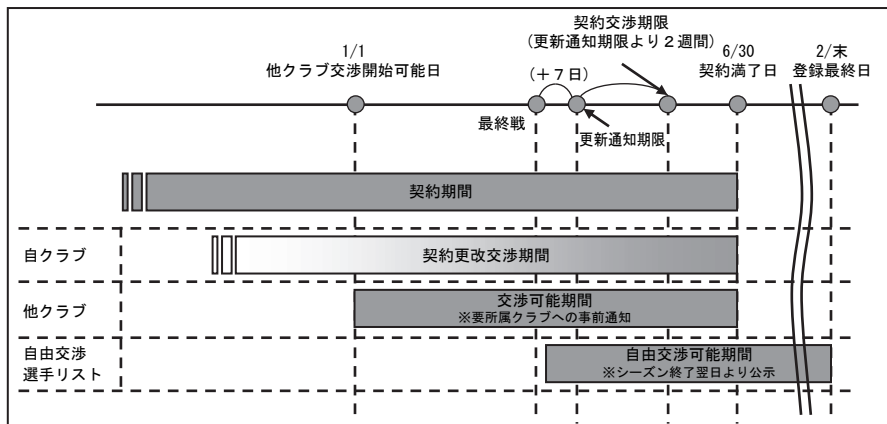 契約交渉期限
(更新通知期限より２週間)
1/1
他クラブ交渉開始可能日
6/30
契約満了日
2/末
登録最終日
(＋７日)
最終戦
更新通知期限
契約期間
自クラブ
契約更改交渉期間
他クラブ
交渉可能期間
※要所属クラブへの事前通知
自由交渉
選手リスト
自由交渉可能期間
※シーズン終了翌日より公示